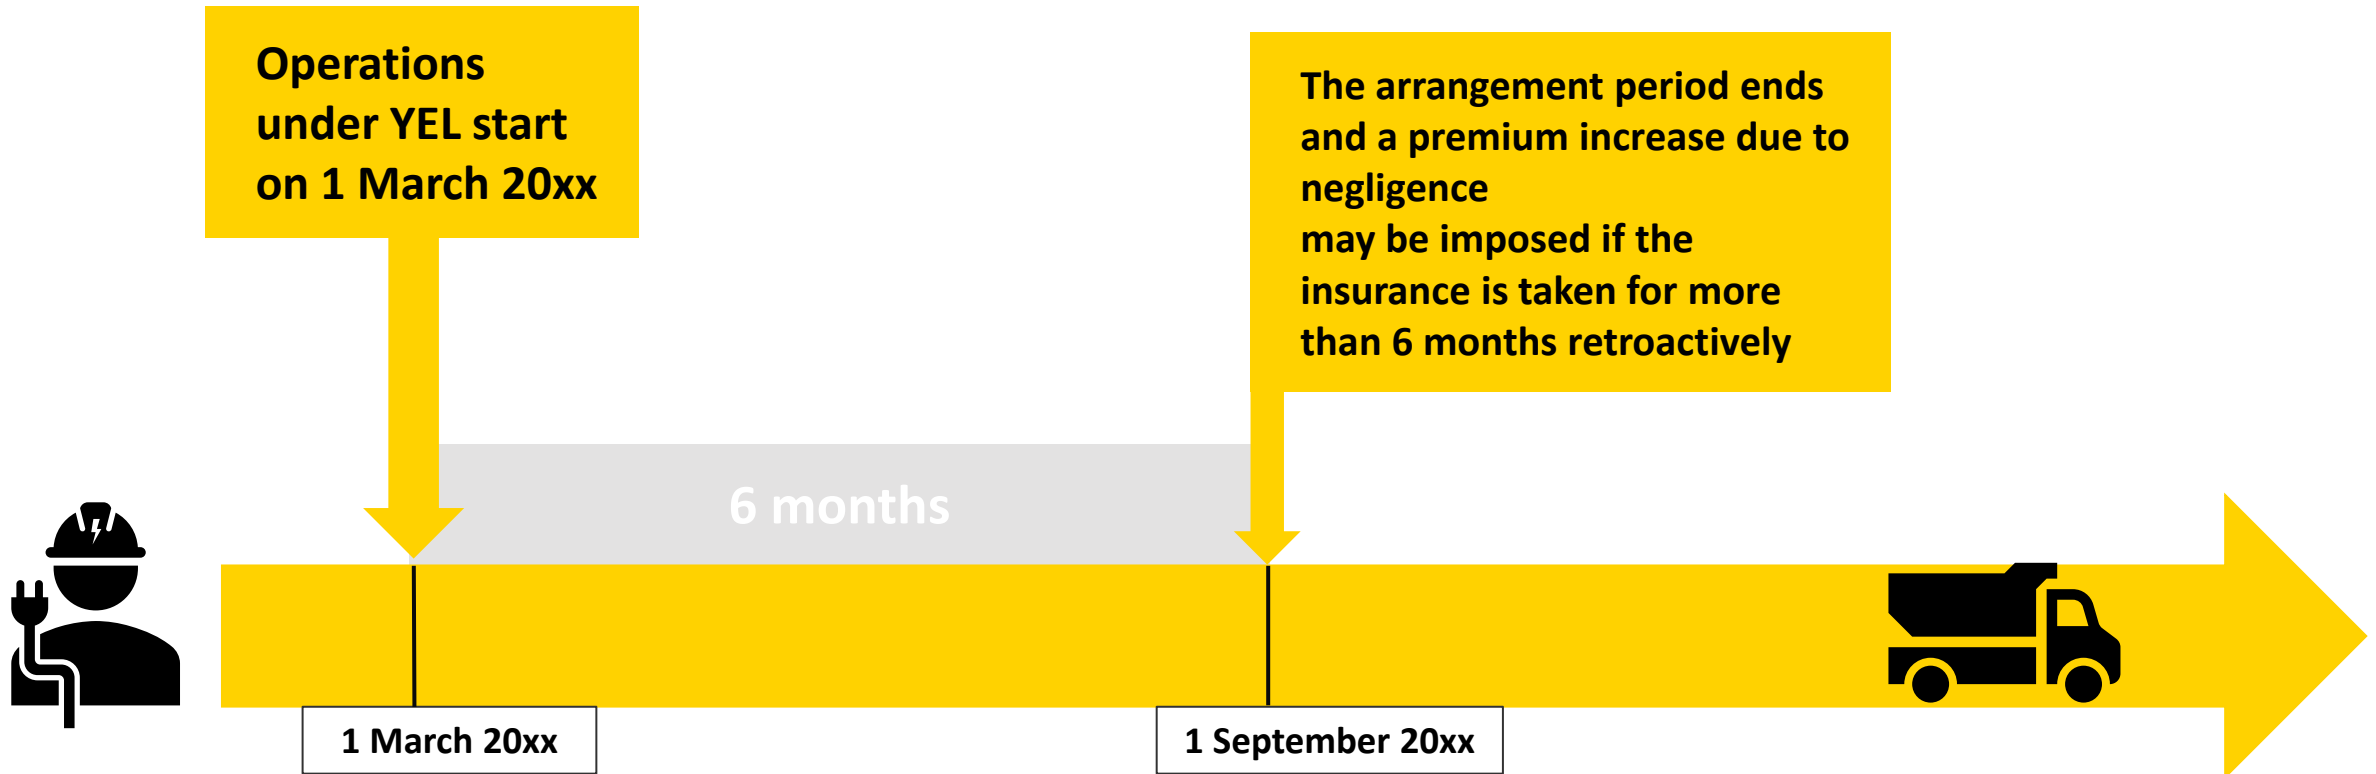 Operations
under YEL start
on 1 March 20xx
The arrangement period ends
and a premium increase due to
negligence
may be imposed if the
insurance is taken for more
than 6 months retroactively
6 months
1 March 20xx
1 September 20xx